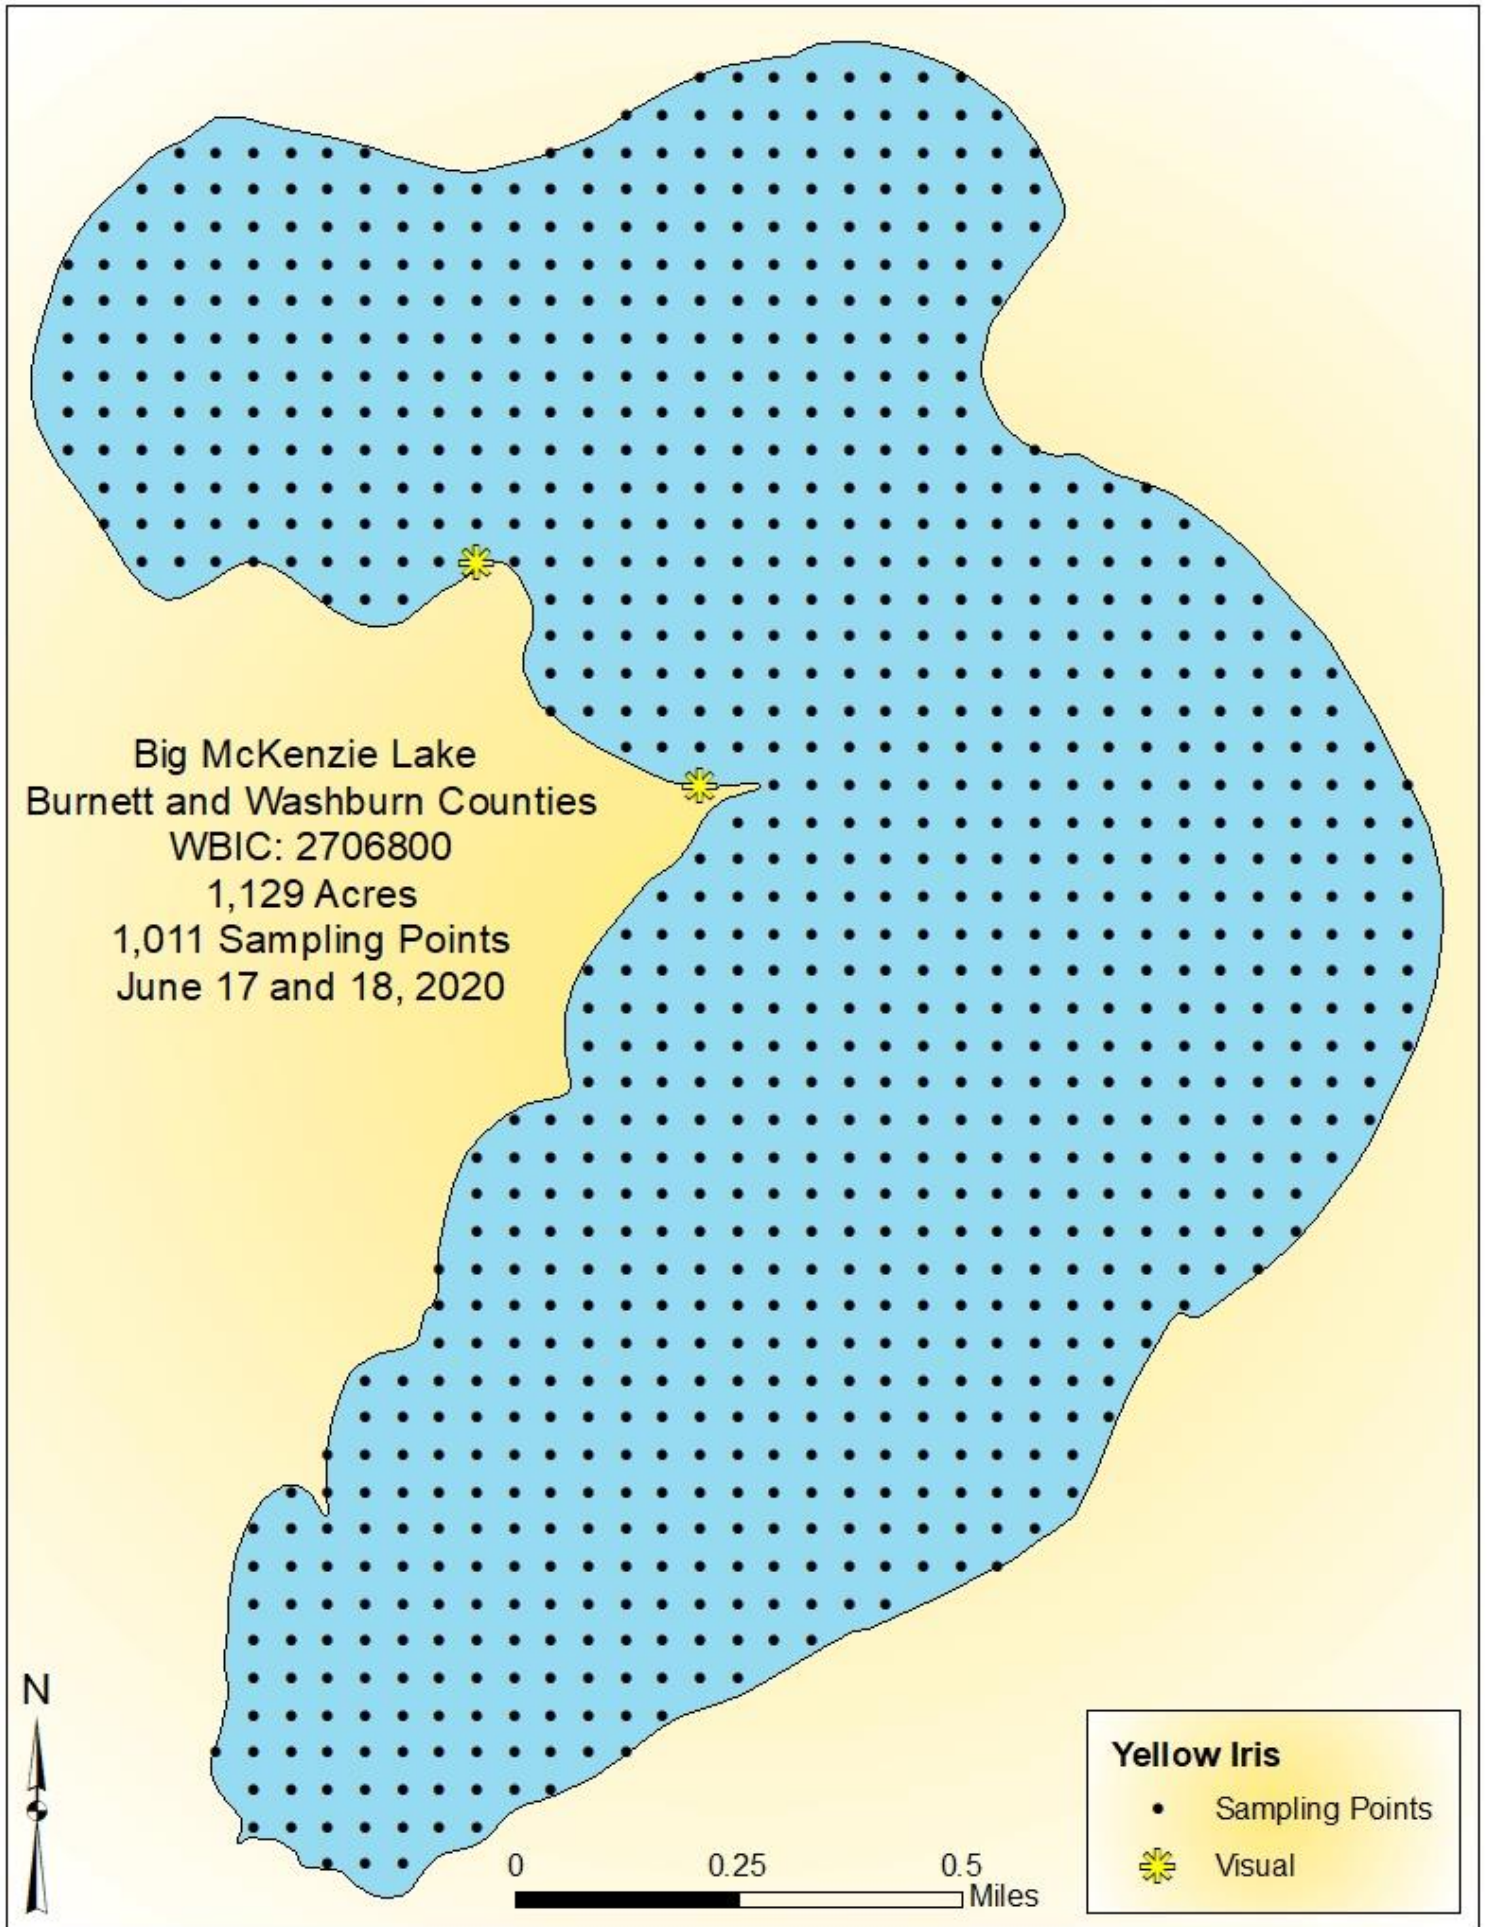 Big McKenzie Lake
Burnett and Washburn Counties
WBIC: 2706800
1,129 Acres
1,011 Sampling Points
June 17 and 18, 2020
N
0 0.25 0.5
Miles
Yellow Iris
Sampling Points
Visual